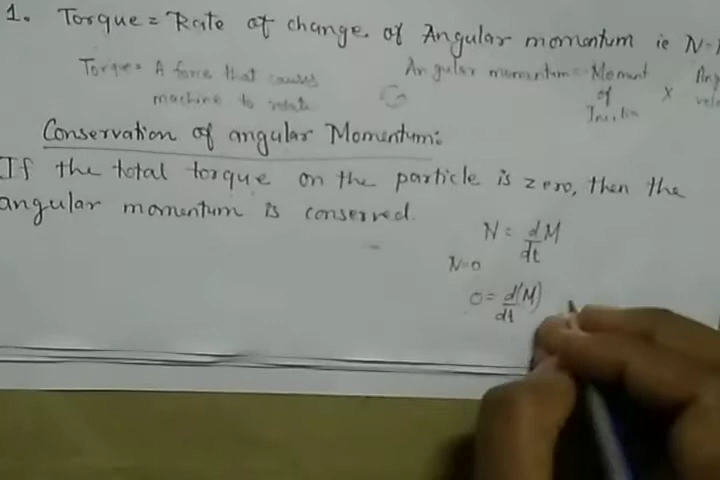 1. Torque = Rate of change of Angular momentum ie N=
Torque= A force that causes
machine to rotate
Angular momentum = Moment
of
Inertia
x
Conservation of angular Momentum:
If the total torque on the particle is zero, then the
angular momentum is conserved.
N = d/dt M
N=0
0 = d/dt (M)